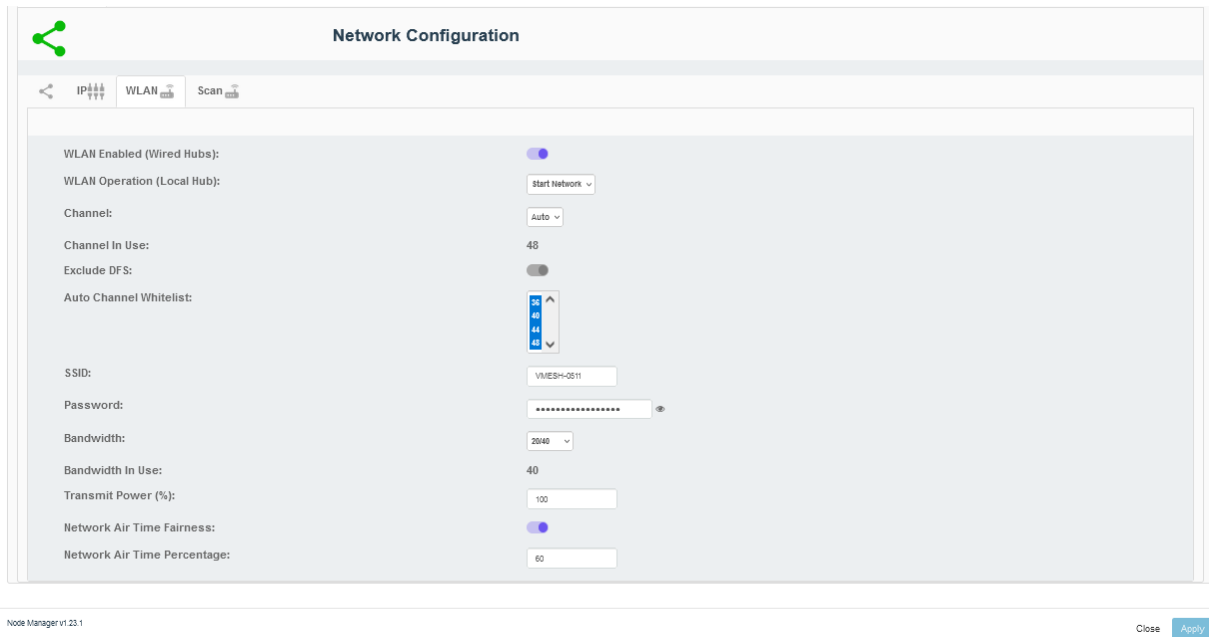 Network Configuration
IP WLAN Scan
WLAN Enabled (Wired Hubs):
WLAN Operation (Local Hub): Start Network
Channel: Auto
Channel In Use: 48
Exclude DFS:
Auto Channel Whitelist: 36
40
44
48
SSID: VMESH-0511
Password: •••••••••••••••••
Bandwidth: 20/40
Bandwidth In Use: 40
Transmit Power (%): 100
Network Air Time Fairness:
Network Air Time Percentage: 60
Node Manager v1.23.1
Close Apply